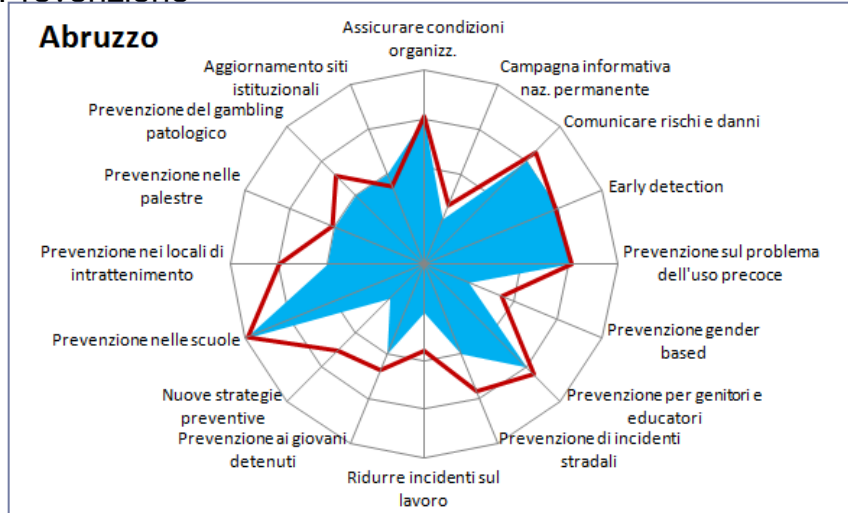 Prevenzione
Abruzzo
Assicurare condizioni
organizz.
Campagna informativa
naz. permanente
Comunicare rischi e danni
Early detection
Prevenzione sul problema
dell'uso precoce
Prevenzione gender
based
Prevenzione per genitori e
educatori
Prevenzione di incidenti
stradali
Ridurre incidenti sul
lavoro
Prevenzione ai giovani
detenuti
Nuove strategie
preventive
Prevenzione nelle scuole
Prevenzione nei locali di
intrattenimento
Prevenzione nelle
palestre
Prevenzione del gambling
patologico
Aggiornamento siti
istituzionali